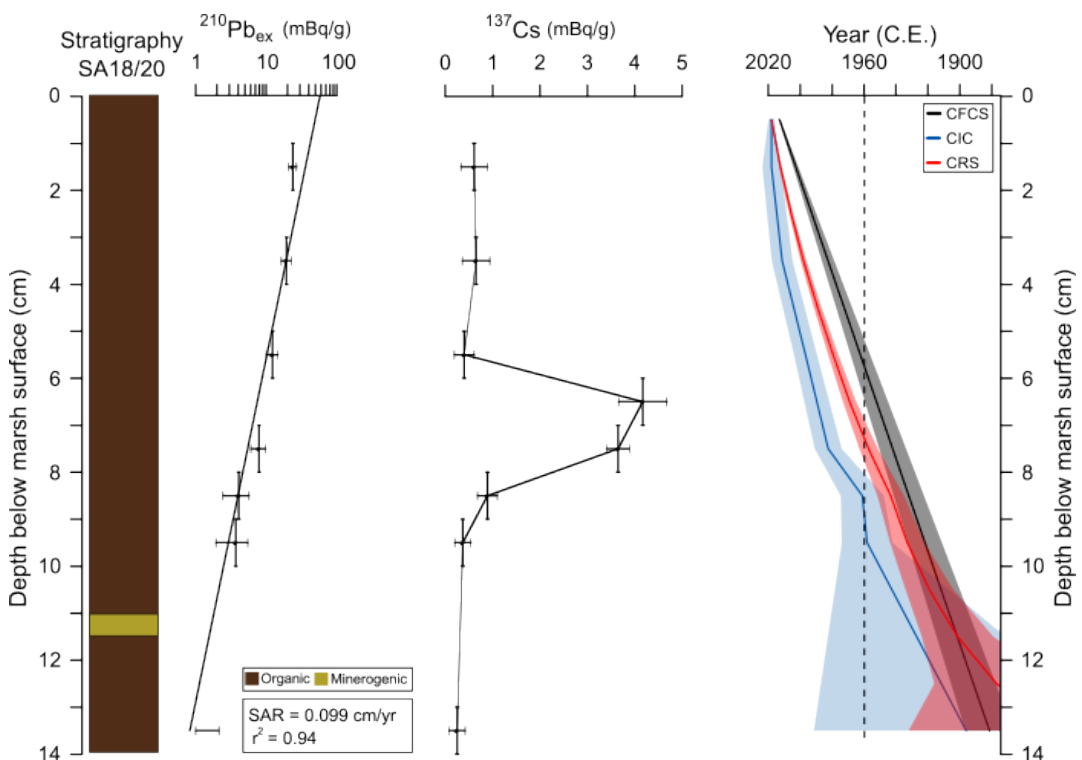 Stratigraphy
SA18/20
²¹⁰Pbₑₓ (mBq/g)
¹³⁷Cs (mBq/g)
Year (C.E.)
1 10 100
0 1 2 3 4 5
2020 1960 1900
0
2
4
6
8
10
12
14
Depth below marsh surface (cm)
CFCS
CIC
CRS
0
2
4
6
8
10
12
14
Depth below marsh surface (cm)
Organic Minerogenic
SAR = 0.099 cm/yr
r² = 0.94